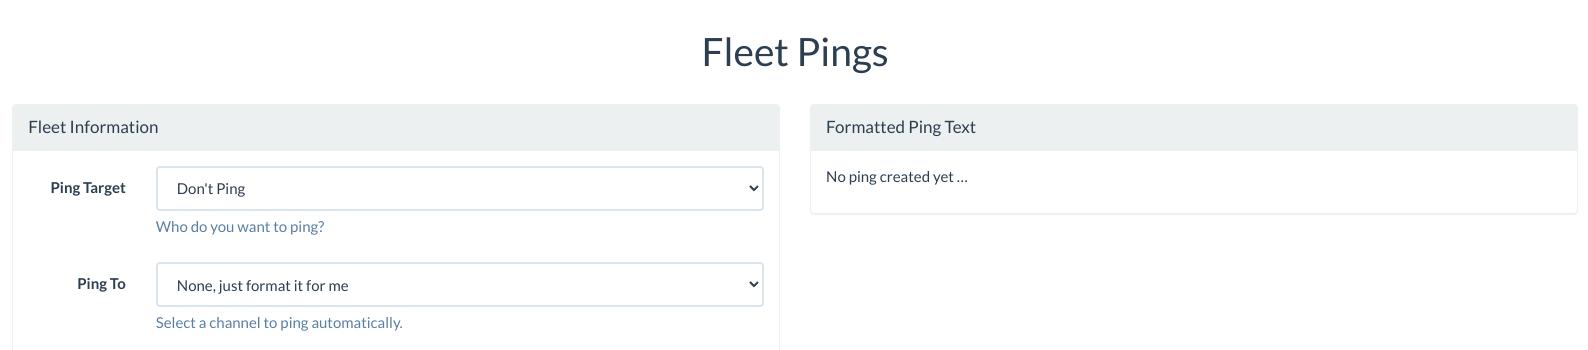 Fleet Pings
Fleet Information
Ping Target
Don't Ping
Who do you want to ping?
Ping To
None, just format it for me
Select a channel to ping automatically.
Formatted Ping Text
No ping created yet ...